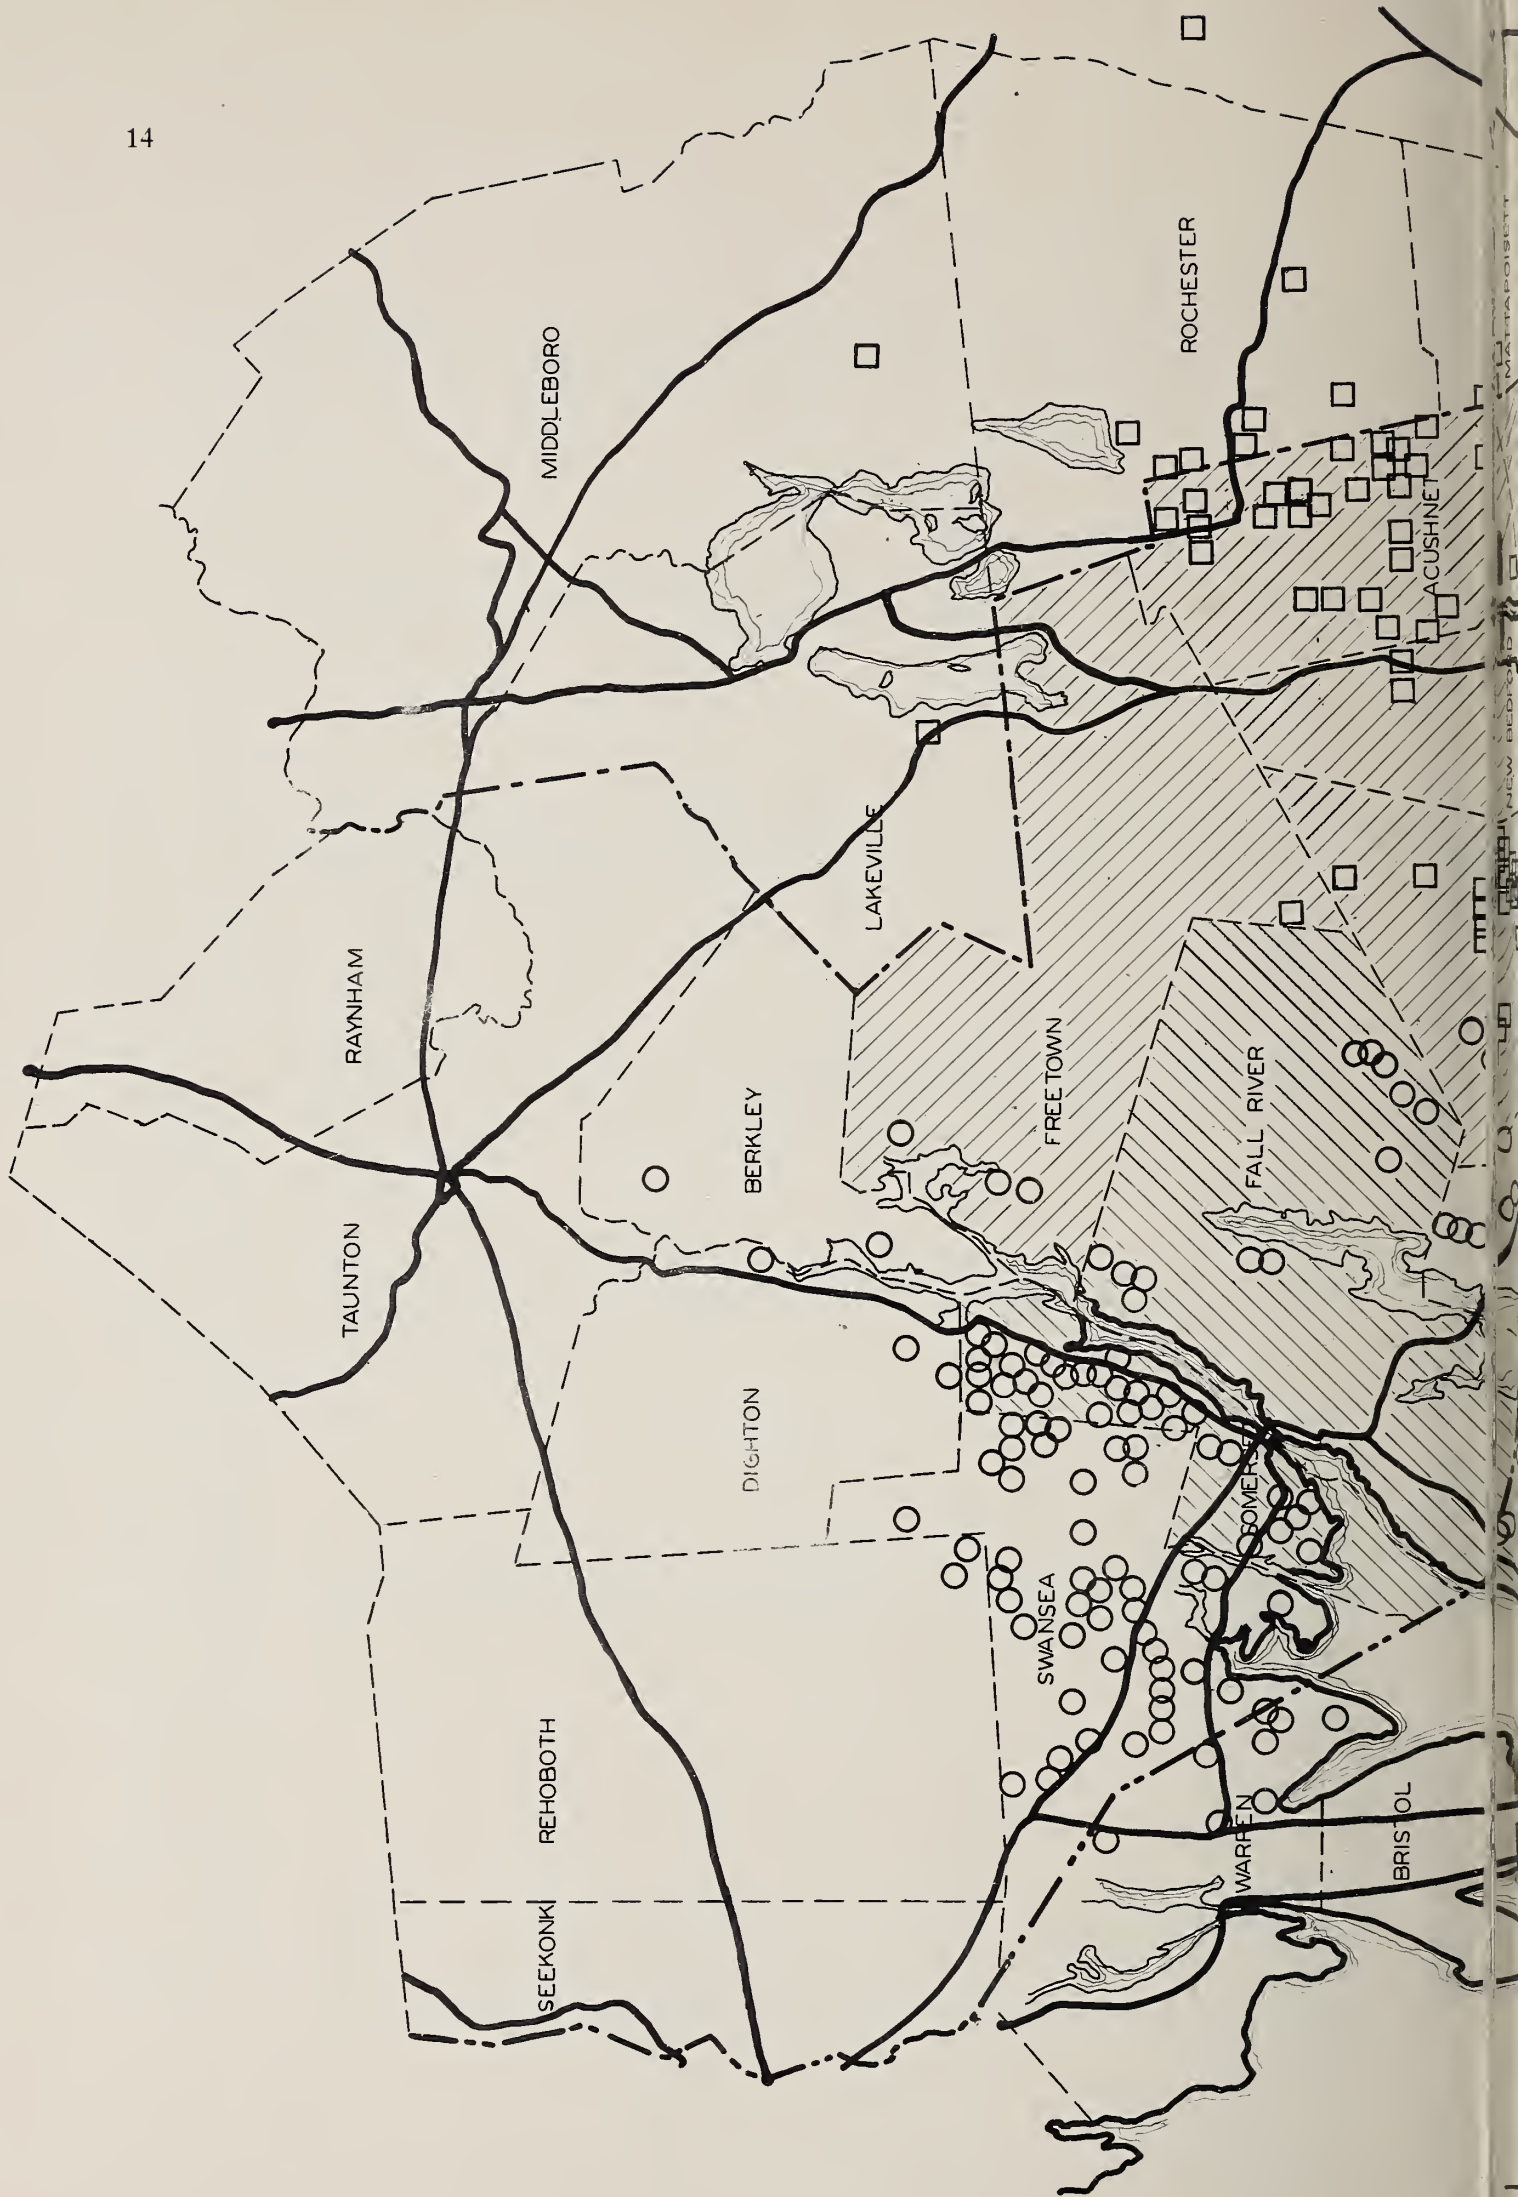 14
MIDDLEBORO
ROCHESTER
RAYNHAM
LAKEVILLE
ACUSHNET
TAUNTON
BERKLEY
FREETOWN
FALL RIVER
DIGHTON
SOMERSE
SWANSEA
REHOBOTH
SEEKONK
WARREN
BRISTOL
NEW BEDFORD
MATTAPOISETT